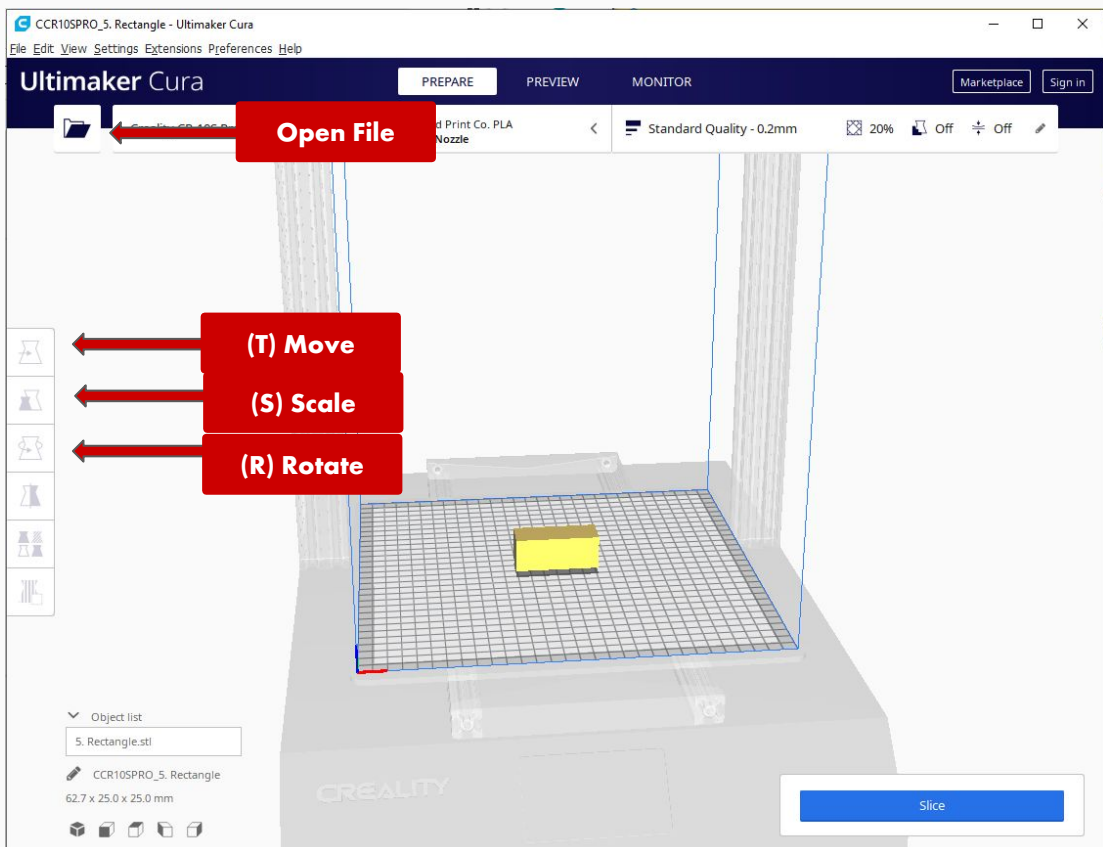 CCR10SPRO_5. Rectangle - Ultimaker Cura
File Edit View Settings Extensions Preferences Help
Ultimaker Cura
PREPARE
PREVIEW
MONITOR
Marketplace
Sign in
Open File
d Print Co. PLA
Nozzle
Standard Quality - 0.2mm
20%
Off
Off
(T) Move
(S) Scale
(R) Rotate
CREALITY
Object list
5. Rectangle.stl
CCR10SPRO_5. Rectangle
62.7 x 25.0 x 25.0 mm
Slice